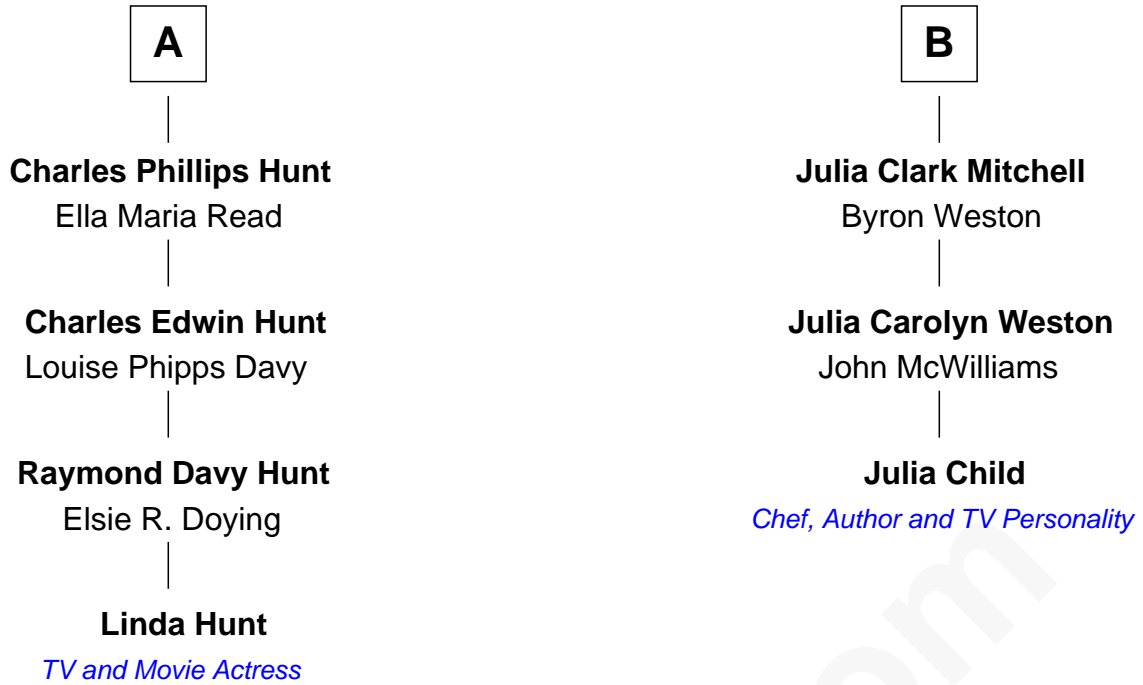 A
Charles Phillips Hunt
Ella Maria Read
Charles Edwin Hunt
Louise Phipps Davy
Raymond Davy Hunt
Elsie R. Doying
Linda Hunt
TV and Movie Actress
B
Julia Clark Mitchell
Byron Weston
Julia Carolyn Weston
John McWilliams
Julia Child
Chef, Author and TV Personality
om